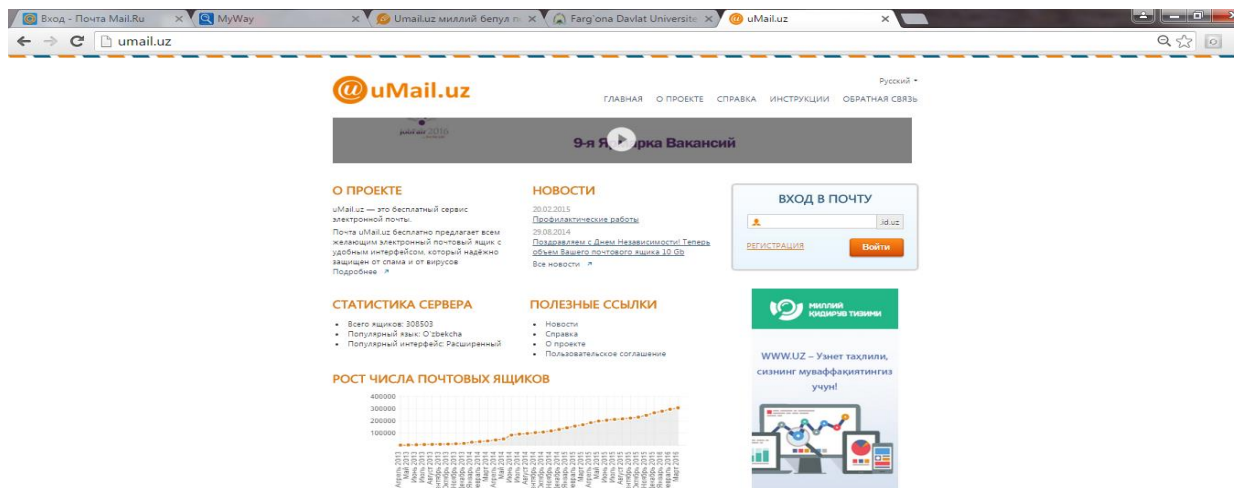 Вход - Почта Mail.Ru
MyWay
Umail.uz миллий бепул п
Farg`ona Davlat Universite
uMail.uz
umail.uz
@uMail.uz
Русский
ГЛАВНАЯ О ПРОЕКТЕ СПРАВКА ИНСТРУКЦИИ ОБРАТНАЯ СВЯЗЬ
2016
9-я Вакансий
О ПРОЕКТЕ
uMail.uz — это бесплатный сервис
электронной почты.
Почта uMail.uz бесплатно предлагает всем
желающим электронный почтовый ящик с
удобным интерфейсом, который надёжно
защищен от спама и от вирусов
Подробнее
НОВОСТИ
20.02.2015
Профилактические работы
29.08.2014
Поздравляем с Днем Независимости! Теперь
объем Вашего почтового ящика 10 Gb
Все новости
ВХОД В ПОЧТУ
.id.uz
РЕГИСТРАЦИЯ
Войти
СТАТИСТИКА СЕРВЕРА
Всего ящиков: 308503
Популярный язык: O'zbekcha
Популярный интерфейс: Расширенный
ПОЛЕЗНЫЕ ССЫЛКИ
Новости
Справка
О проекте
Пользовательское соглашение
МИЛЛИЙ
ҚИДИРУВ ТИЗИМИ
WWW.UZ – Узнет таҳлили,
сизнинг муваффақиятингиз
учун!
РОСТ ЧИСЛА ПОЧТОВЫХ ЯЩИКОВ
400000
300000
200000
100000